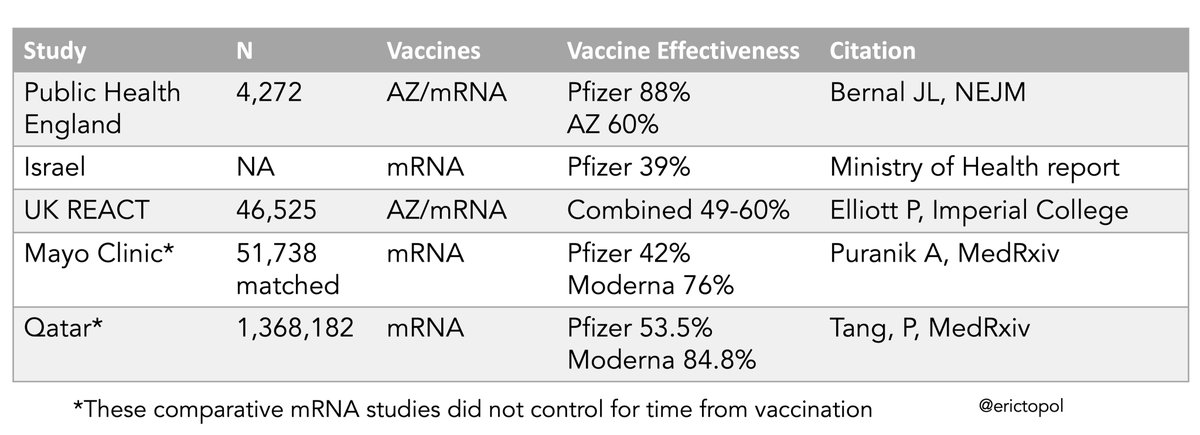 Study N Vaccines Vaccine Effectiveness Citation
Public Health 4,272 AZ/mRNA Pfizer 88% Bernal JL, NEJM
England AZ 60%
Israel NA mRNA Pfizer 39% Ministry of Health report
UK REACT 46,525 AZ/mRNA Combined 49-60% Elliott P, Imperial College
Mayo Clinic* 51,738 mRNA Pfizer 42% Puranik A, MedRxiv
matched Moderna 76%
Qatar* 1,368,182 mRNA Pfizer 53.5% Tang, P, MedRxiv
Moderna 84.8%
*These comparative mRNA studies did not control for time from vaccination @erictopol